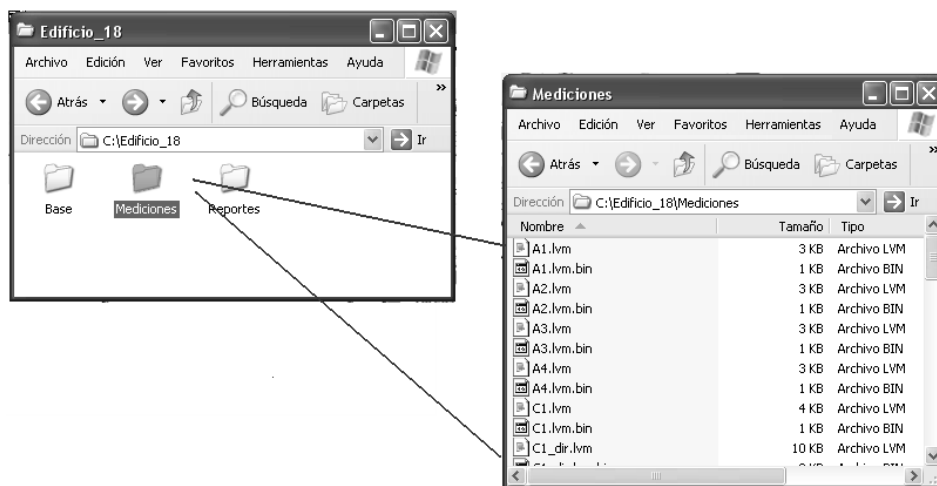 Edificio_18
Archivo Edición Ver Favoritos Herramientas Ayuda
Atrás Búsqueda Carpetas »
Dirección C:\Edificio_18 Ir
Base Mediciones Reportes
Mediciones
Archivo Edición Ver Favoritos Herramientas Ayuda
Atrás Búsqueda Carpetas »
Dirección C:\Edificio_18\Mediciones Ir
Nombre Tamaño Tipo
A1.lvm 3 KB Archivo LVM
A1.lvm.bin 1 KB Archivo BIN
A2.lvm 3 KB Archivo LVM
A2.lvm.bin 1 KB Archivo BIN
A3.lvm 3 KB Archivo LVM
A3.lvm.bin 1 KB Archivo BIN
A4.lvm 3 KB Archivo LVM
A4.lvm.bin 1 KB Archivo BIN
C1.lvm 4 KB Archivo LVM
C1.lvm.bin 1 KB Archivo BIN
C1_dir.lvm 10 KB Archivo LVM